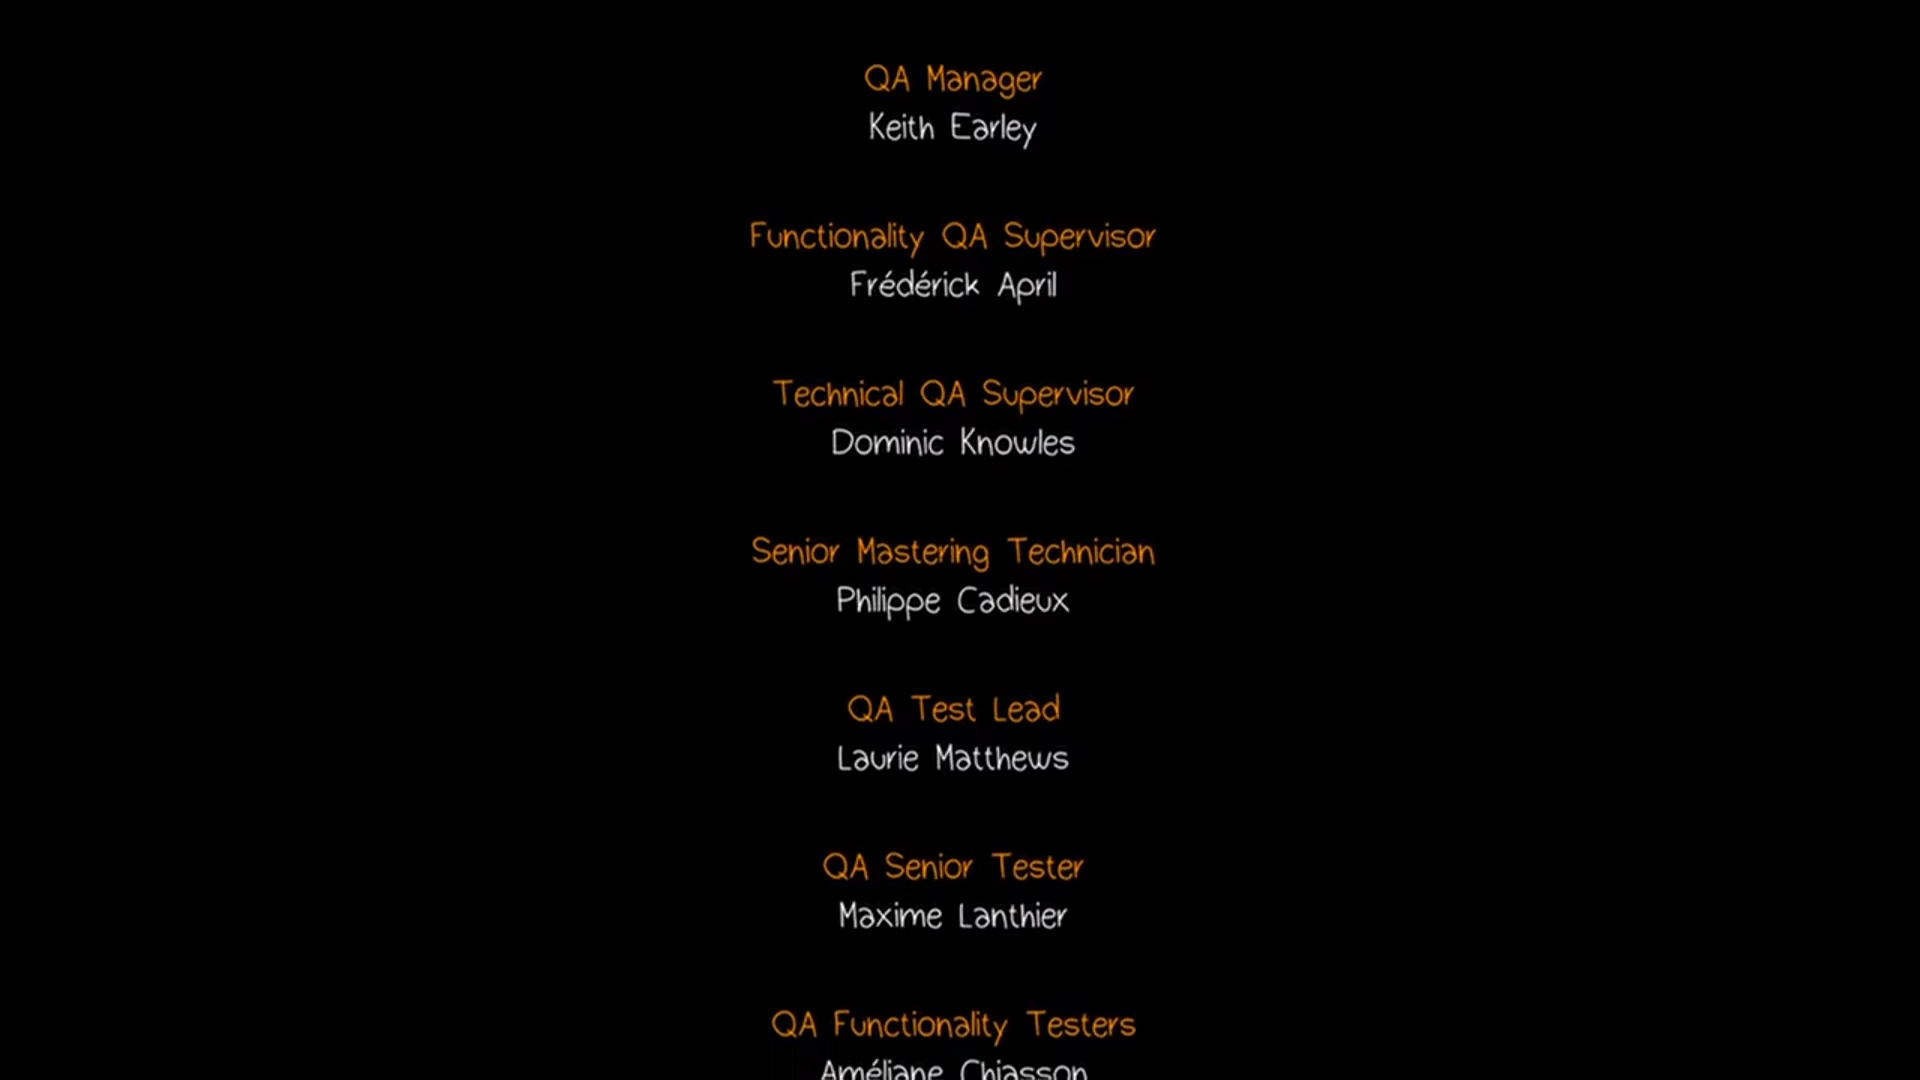 QA Manager
Keith Earley
Functionality QA Supervisor
Frédérick April
Technical QA Supervisor
Dominic Knowles
Senior Mastering Technician
Philippe Cadieux
QA Test Lead
Laurie Matthews
QA Senior Tester
Maxime Lanthier
QA Functionality Testers
Améliane Chiasson